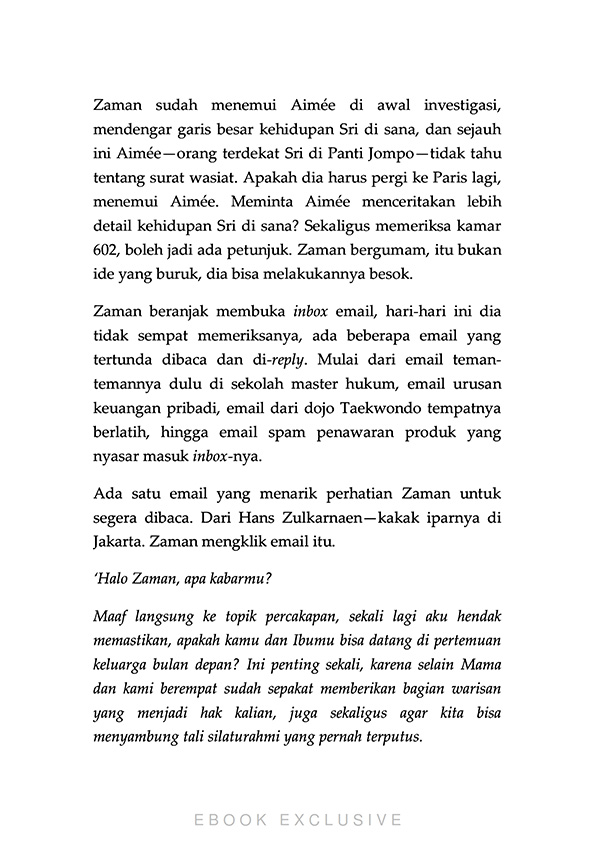 Zaman sudah menemui Aimée di awal investigasi,
mendengar garis besar kehidupan Sri di sana, dan sejauh
ini Aimée—orang terdekat Sri di Panti Jompo—tidak tahu
tentang surat wasiat. Apakah dia harus pergi ke Paris lagi,
menemui Aimée. Meminta Aimée menceritakan lebih
detail kehidupan Sri di sana? Sekaligus memeriksa kamar
602, boleh jadi ada petunjuk. Zaman bergumam, itu bukan
ide yang buruk, dia bisa melakukannya besok.
Zaman beranjak membuka inbox email, hari-hari ini dia
tidak sempat memeriksanya, ada beberapa email yang
tertunda dibaca dan di-reply. Mulai dari email teman-
temannya dulu di sekolah master hukum, email urusan
keuangan pribadi, email dari dojo Taekwondo tempatnya
berlatih, hingga email spam penawaran produk yang
nyasar masuk inbox-nya.
Ada satu email yang menarik perhatian Zaman untuk
segera dibaca. Dari Hans Zulkarnaen—kakak iparnya di
Jakarta. Zaman mengklik email itu.
‘Halo Zaman, apa kabarmu?
Maaf langsung ke topik percakapan, sekali lagi aku hendak
memastikan, apakah kamu dan Ibumu bisa datang di pertemuan
keluarga bulan depan? Ini penting sekali, karena selain Mama
dan kami berempat sudah sepakat memberikan bagian warisan
yang menjadi hak kalian, juga sekaligus agar kita bisa
menyambung tali silaturahmi yang pernah terputus.
EBOOK EXCLUSIVE